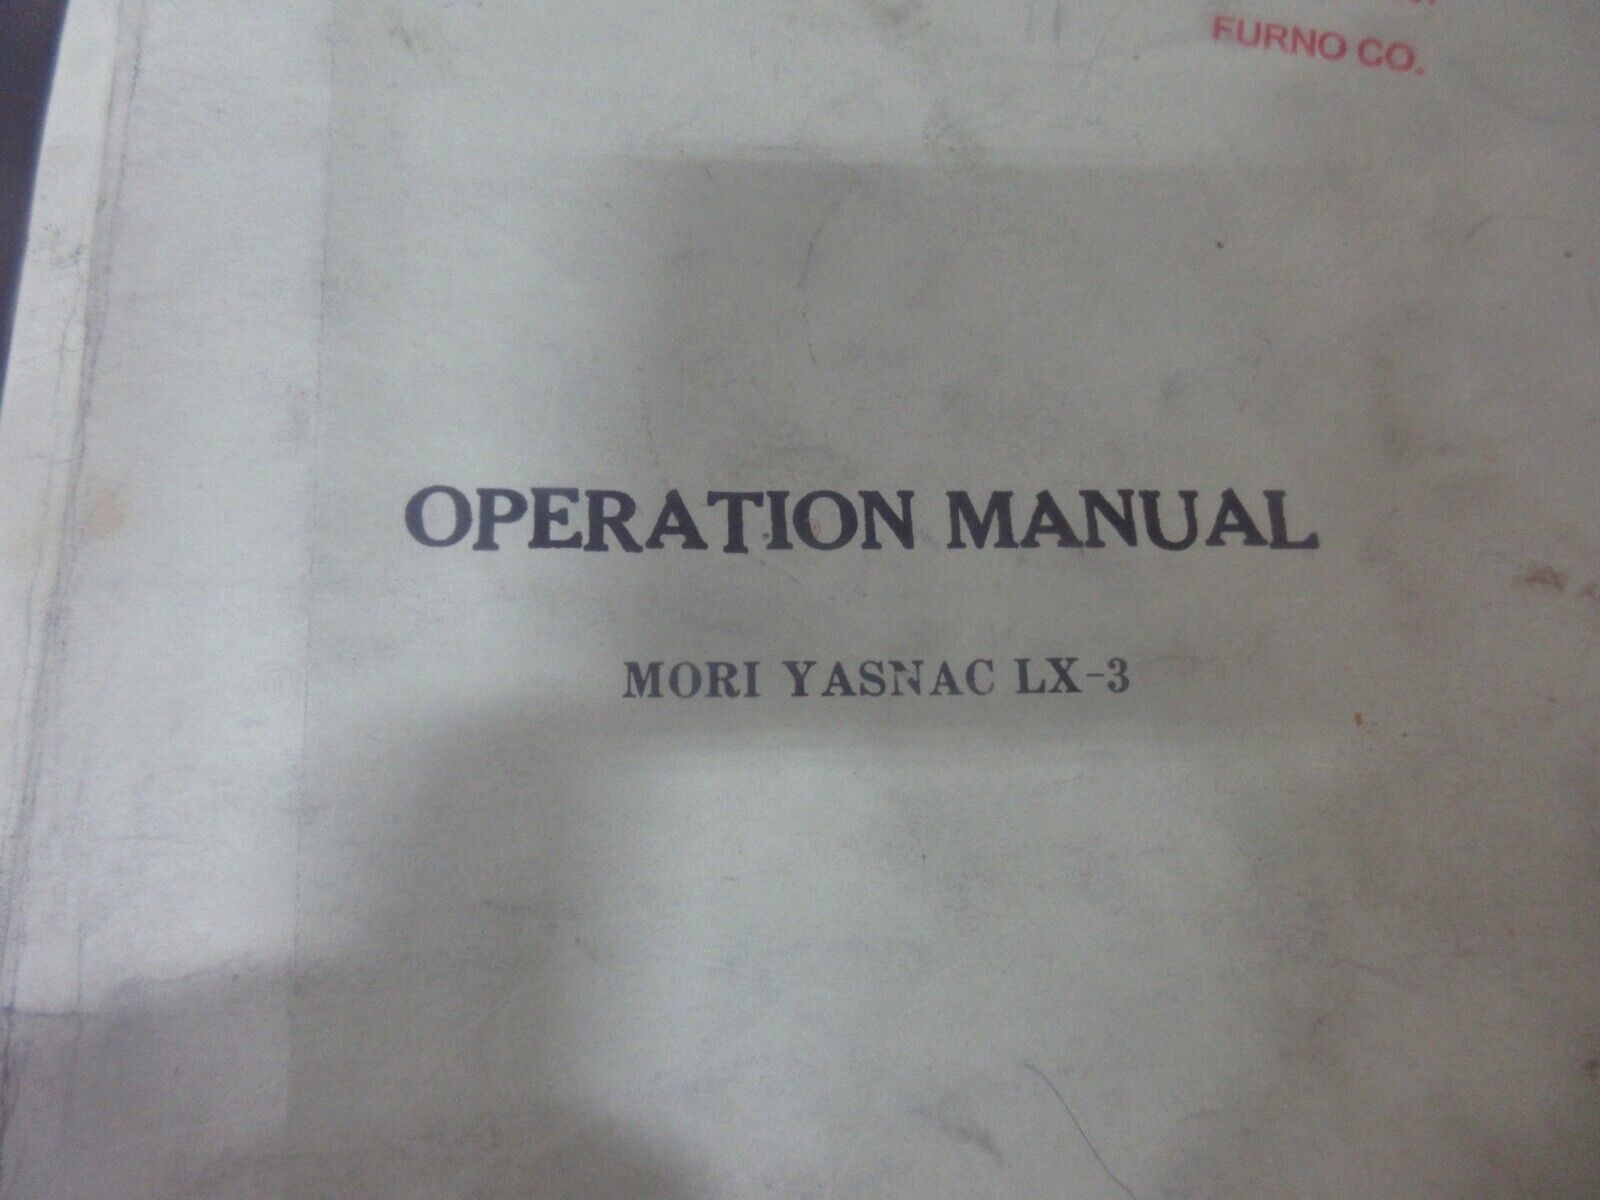 FURNO CO.
OPERATION MANUAL
MORI YASNAC LX-3